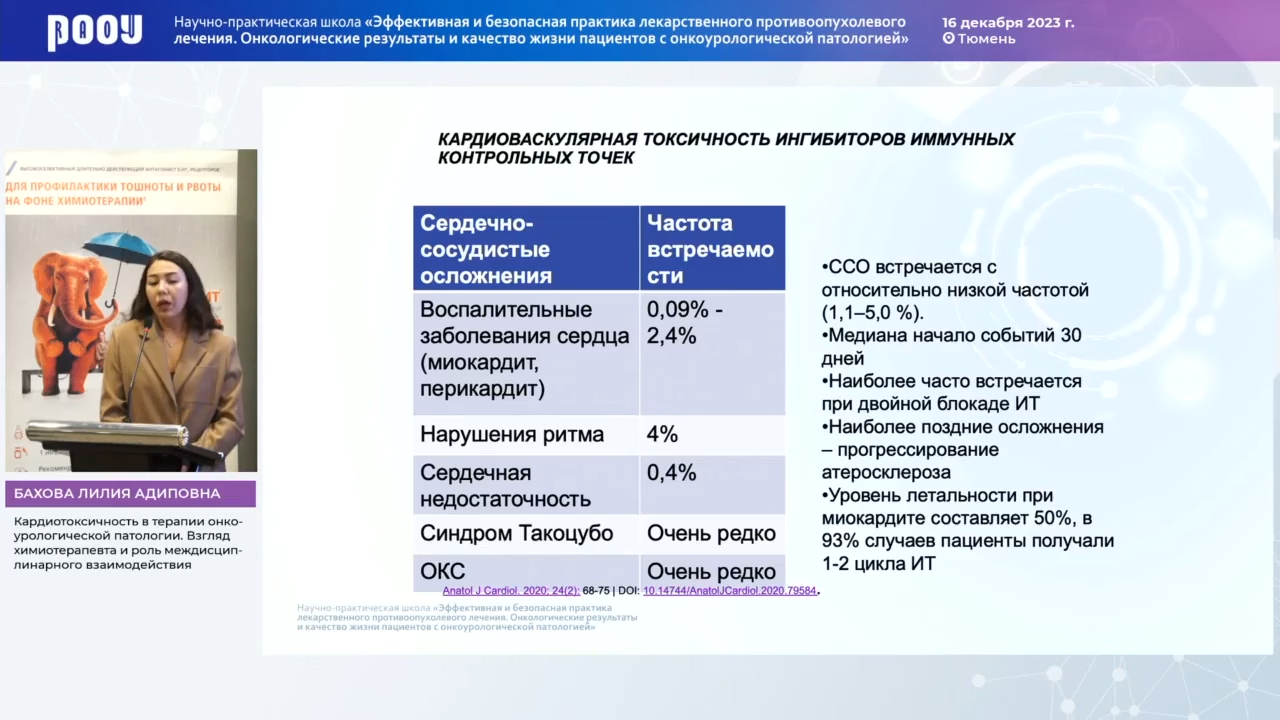 РООУ
RAOU
Научно-практическая школа «Эффективная и безопасная практика лекарственного противоопухолевого
лечения. Онкологические результаты и качество жизни пациентов с онкоурологической патологией»
16 декабря 2023 г.
Тюмень
ДЛЯ ПРОФИЛАКТИКИ ТОШНОТЫ И РВОТЫ
НА ФОНЕ ХИМИОТЕРАПИИ¹
БАХОВА ЛИЛИЯ АДИПОВНА
Кардиотоксичность в терапии онко-
урологической патологии. Взгляд
химиотерапевта и роль междисцип-
линарного взаимодействия
КАРДИОВАСКУЛЯРНАЯ ТОКСИЧНОСТЬ ИНГИБИТОРОВ ИММУННЫХ
КОНТРОЛЬНЫХ ТОЧЕК
Сердечно-
сосудистые
осложнения
Частота
встречаемо
сти
Воспалительные
заболевания сердца
(миокардит,
перикардит)
0,09% -
2,4%
Нарушения ритма
4%
Сердечная
недостаточность
0,4%
Синдром Такоцубо
Очень редко
ОКС
Очень редко
•ССО встречается с
относительно низкой частотой
(1,1–5,0 %).
•Медиана начало событий 30
дней
•Наиболее часто встречается
при двойной блокаде ИТ
•Наиболее поздние осложнения
– прогрессирование
атеросклероза
•Уровень летальности при
миокардите составляет 50%, в
93% случаев пациенты получали
1-2 цикла ИТ
Anatol J Cardiol. 2020; 24(2): 68-75 | DOI: 10.14744/AnatolJCardiol.2020.79584.
Научно-практическая школа «Эффективная и безопасная практика
лекарственного противоопухолевого лечения. Онкологические результаты
и качество жизни пациентов с онкоурологической патологией»